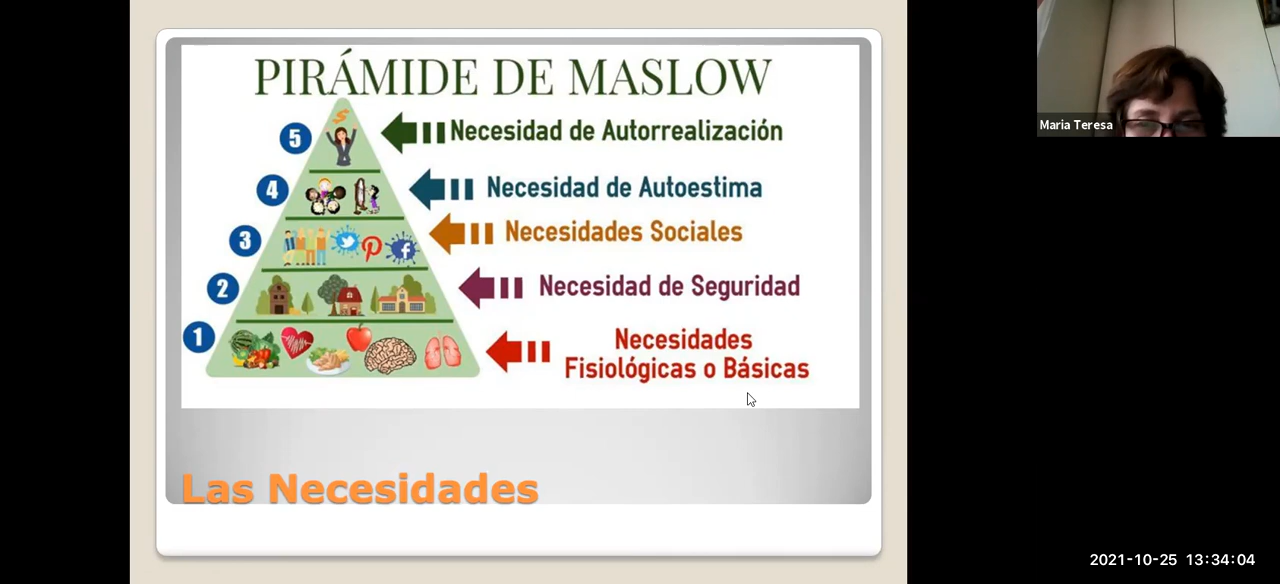 PIRÁMIDE DE MASLOW
5
Necesidad de Autorrealización
4
Necesidad de Autoestima
3
Necesidades Sociales
2
Necesidad de Seguridad
1
Necesidades
Fisiológicas o Básicas
Las Necesidades
Maria Teresa
2021-10-25 13:34:04